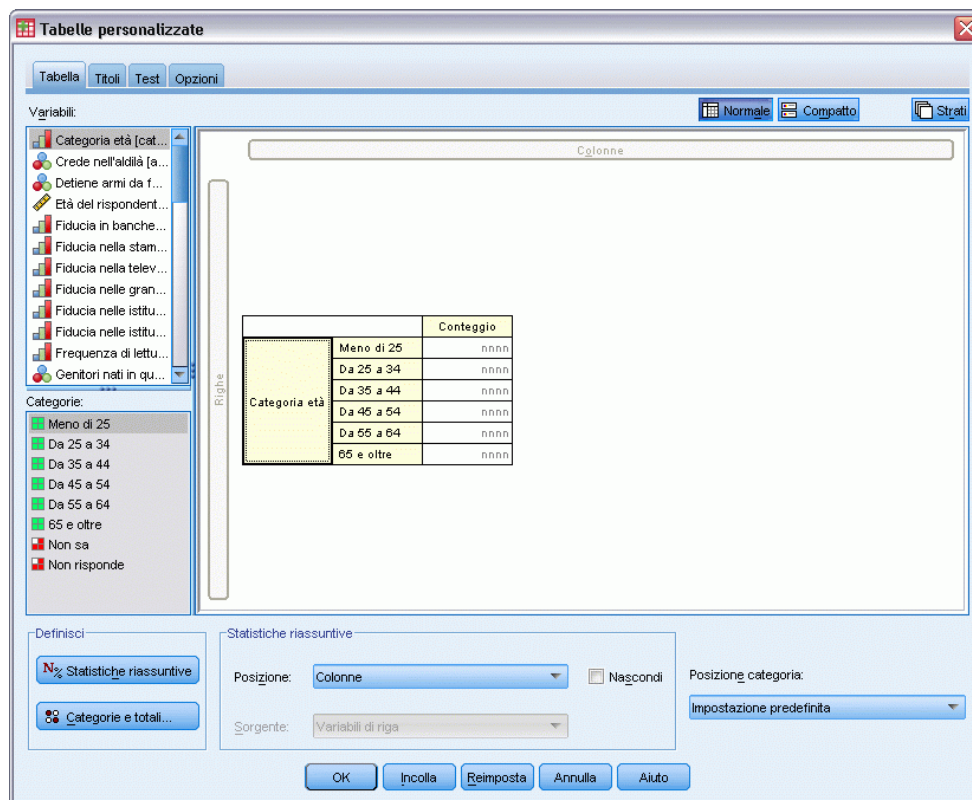 Tabelle personalizzate
Tabella Titoli Test Opzioni
Variabili:
Normale Compatto Strati
Categoria età [cat...
Crede nell'aldilà [a...
Detiene armi da f...
Età del rispondent...
Fiducia in banche...
Fiducia nella stam...
Fiducia nella telev...
Fiducia nelle gran...
Fiducia nelle istitu...
Fiducia nelle istitu...
Frequenza di lettu...
Genitori nati in qu...
Categorie:
Meno di 25
Da 25 a 34
Da 35 a 44
Da 45 a 54
Da 55 a 64
65 e oltre
Non sa
Non risponde
Colonne
Righe
Conteggio
Categoria età
Meno di 25 nnnn
Da 25 a 34 nnnn
Da 35 a 44 nnnn
Da 45 a 54 nnnn
Da 55 a 64 nnnn
65 e oltre nnnn
Definisci
N% Statistiche riassuntive
Categorie e totali...
Statistiche riassuntive
Posizione: Colonne Nascondi
Sorgente: Variabili di riga
Posizione categoria:
Impostazione predefinita
OK Incolla Reimposta Annulla Aiuto